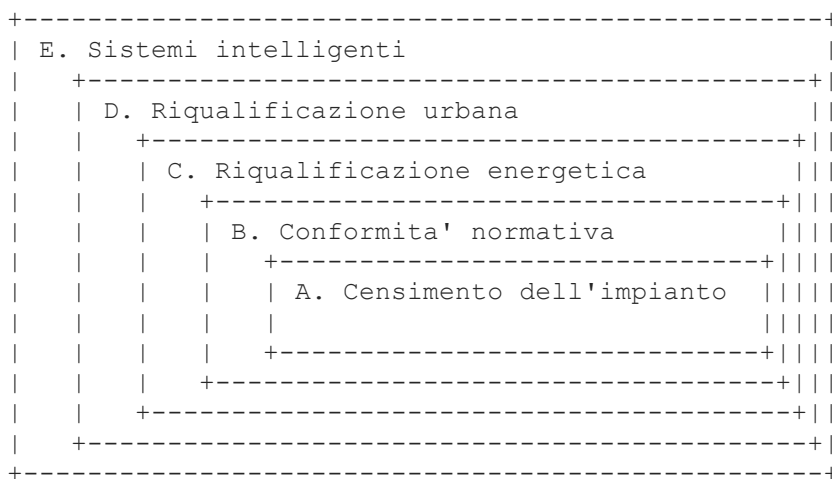 E. Sistemi intelligenti
D. Riqualificazione urbana
C. Riqualificazione energetica
B. Conformita' normativa
A. Censimento dell'impianto